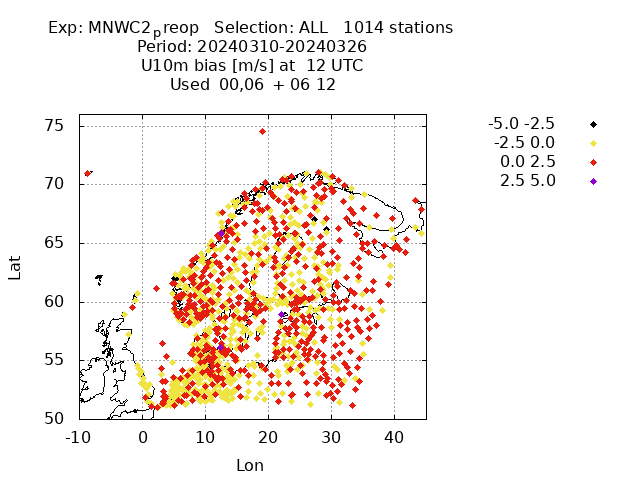 Exp: MNWC2_preop   Selection: ALL   1014 stations
Period: 20240310-20240326
U10m bias [m/s] at  12 UTC
Used  00,06 + 06 12
-5.0 -2.5
-2.5 0.0
0.0 2.5
2.5 5.0
75
70
65
60
55
50
Lat
-10 0 10 20 30 40
Lon